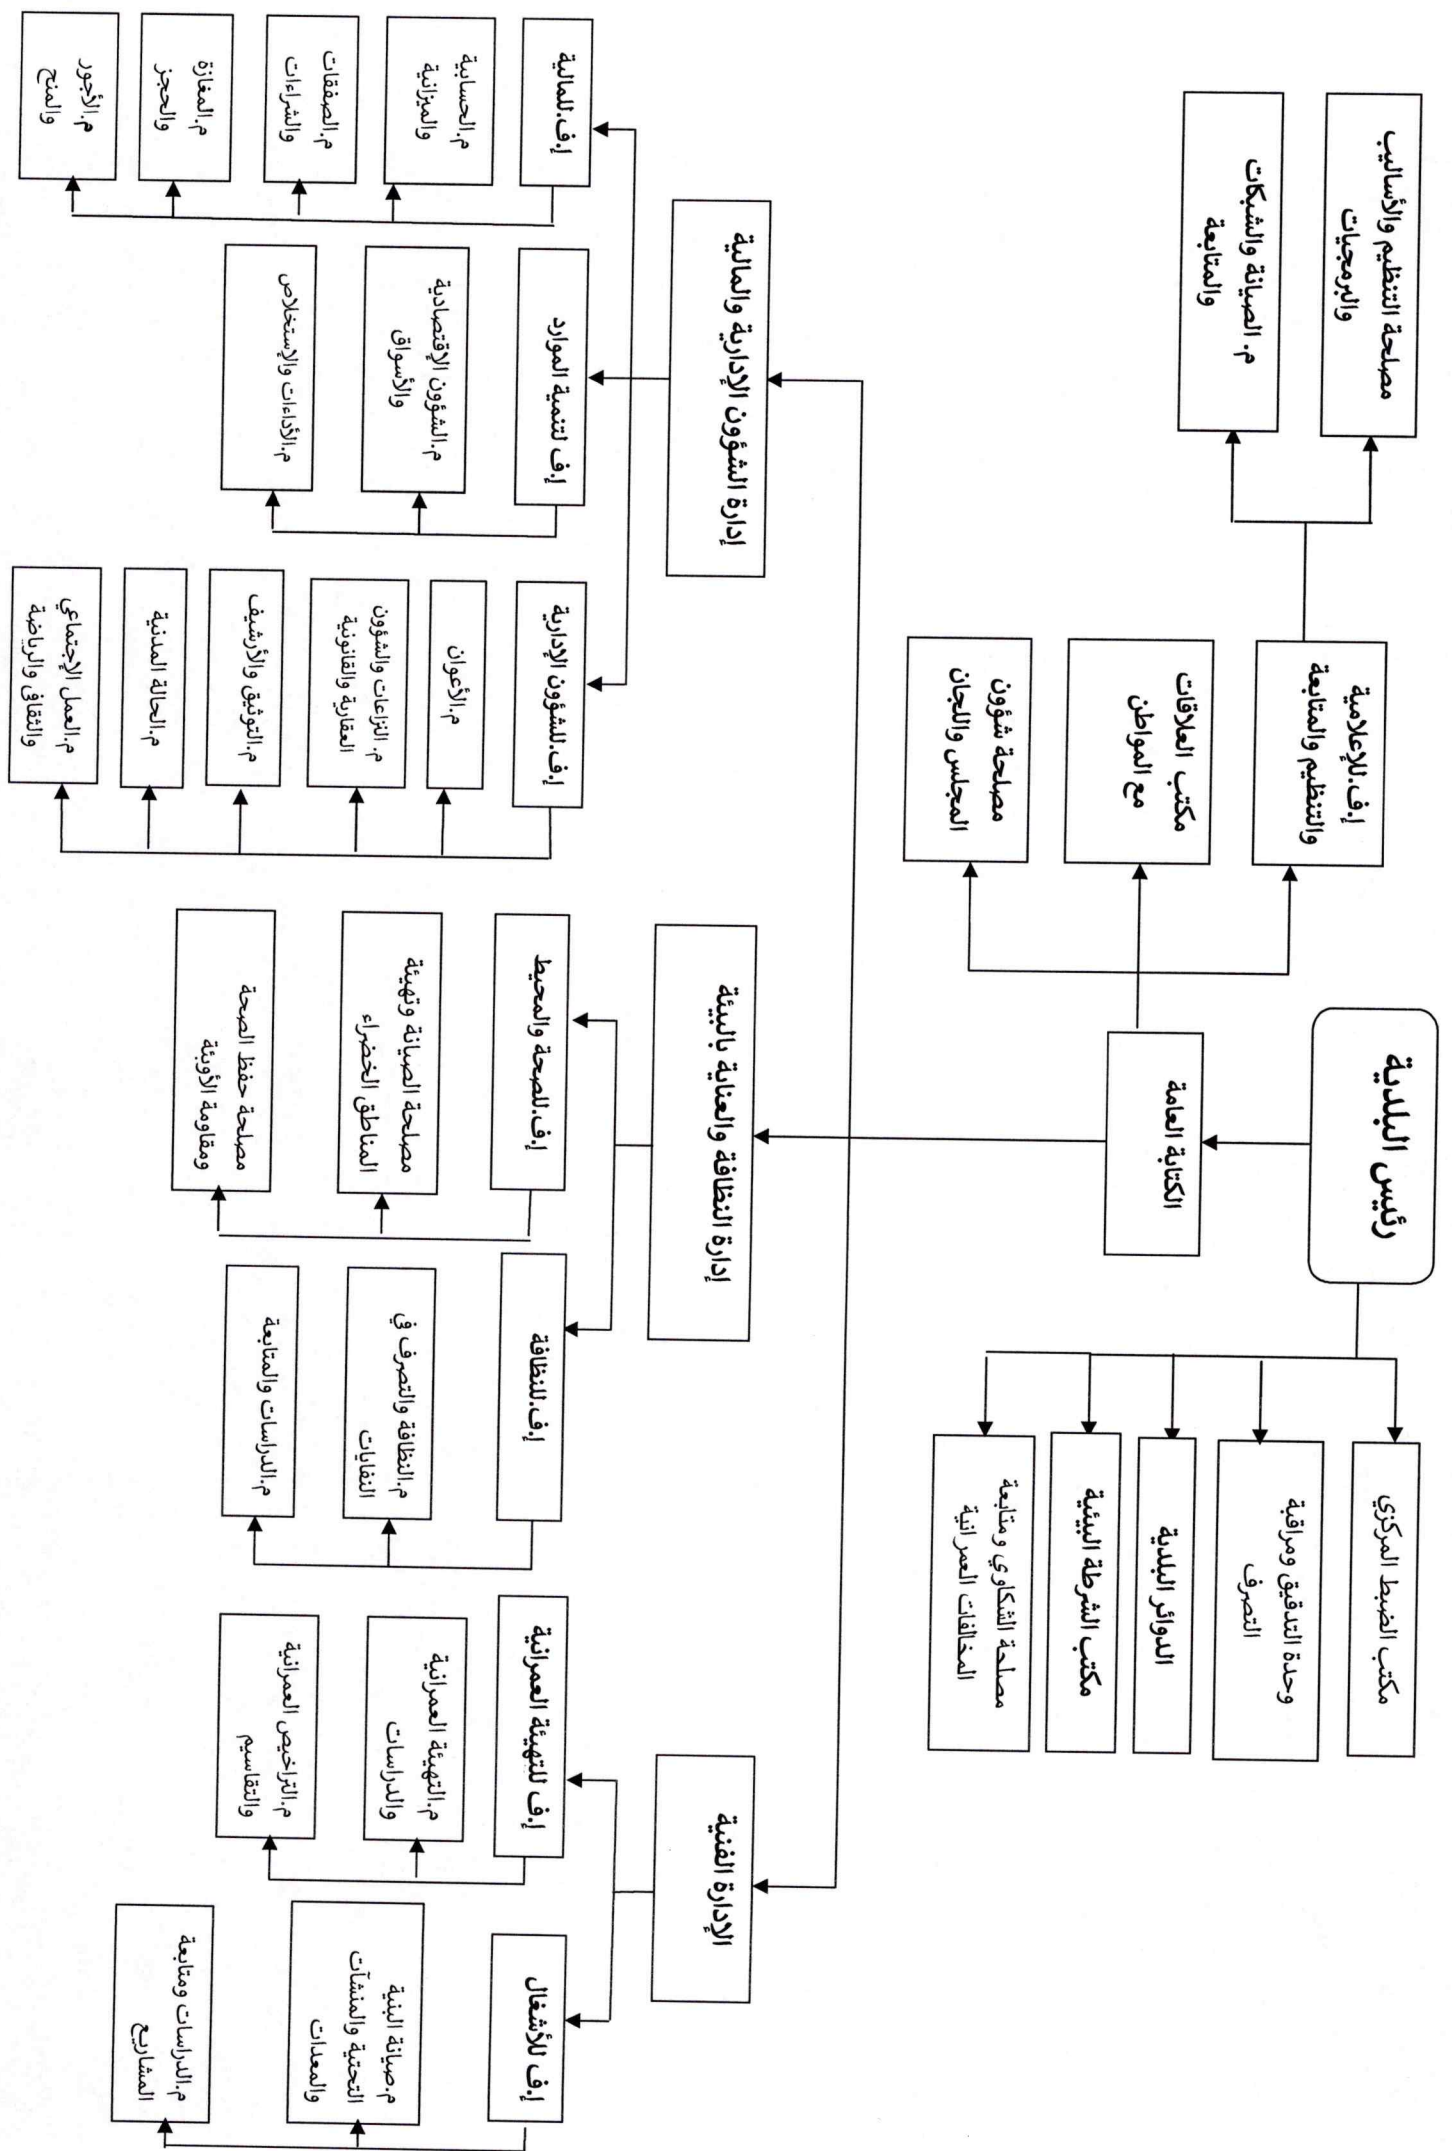 رئيس البلدية
مكتب الضبط المركزي
وحدة التدقيق ومراقبة
التصرف
الدوائر البلدية
مكتب الشرطة البيئية
مصلحة الشكاوي ومتابعة
المخالفات العمرانية
الكتابة العامة
إ.ف.للإعلامية
والتنظيم والمتابعة
مكتب العلاقات
مع المواطن
مصلحة شؤون
المجلس واللجان
مصلحة التنظيم والأساليب
والبرمجيات
م. الصيانة والشبكات
والمتابعة
الإدارة الفنية
إدارة النظافة والعناية بالبيئة
إدارة الشؤون الإدارية والمالية
إ.ف للأشغال
م.صيانة البنية
التحتية والمنشآت
والمعدات
م.الدراسات ومتابعة
المشاريع
إ.ف للتهيئة العمرانية
م.التهيئة العمرانية
والدراسات
م.التراخيص العمرانية
والتقاسيم
إ.ف.للنظافة
م.النظافة والتصرف في
النفايات
م.الدراسات والمتابعة
إ.ف.للصحة والمحيط
مصلحة الصيانة وتهيئة
المناطق الخضراء
مصلحة حفظ الصحة
ومقاومة الأوبئة
إ.ف.للشؤون الإدارية
م.الأعوان
م. النزاعات والشؤون
العقارية والقانونية
م.التوثيق والأرشيف
م.الحالة المدنية
م.العمل الإجتماعي
والثقافي والرياضة
إ.ف لتنمية الموارد
م.الشؤون الإقتصادية
والأسواق
م.الأداءات والإستخلاص
إ.ف.للمالية
م.الحسابية
والميزانية
م.الصفقات
والشراءات
م.المغازة
والحجز
م.الأجور
والمنح